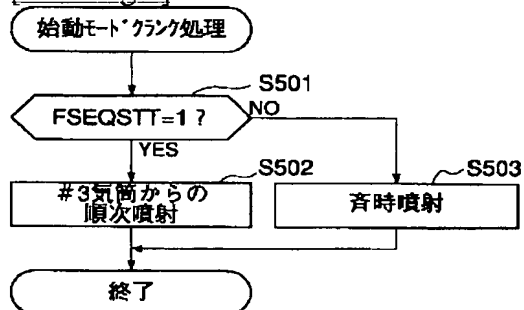 始動ﾓｰﾄﾞｸﾗﾝｸ処理
S501
FSEQSTT=1 ?
NO
YES
S502
S503
#3気筒からの
順次噴射
斉時噴射
終了